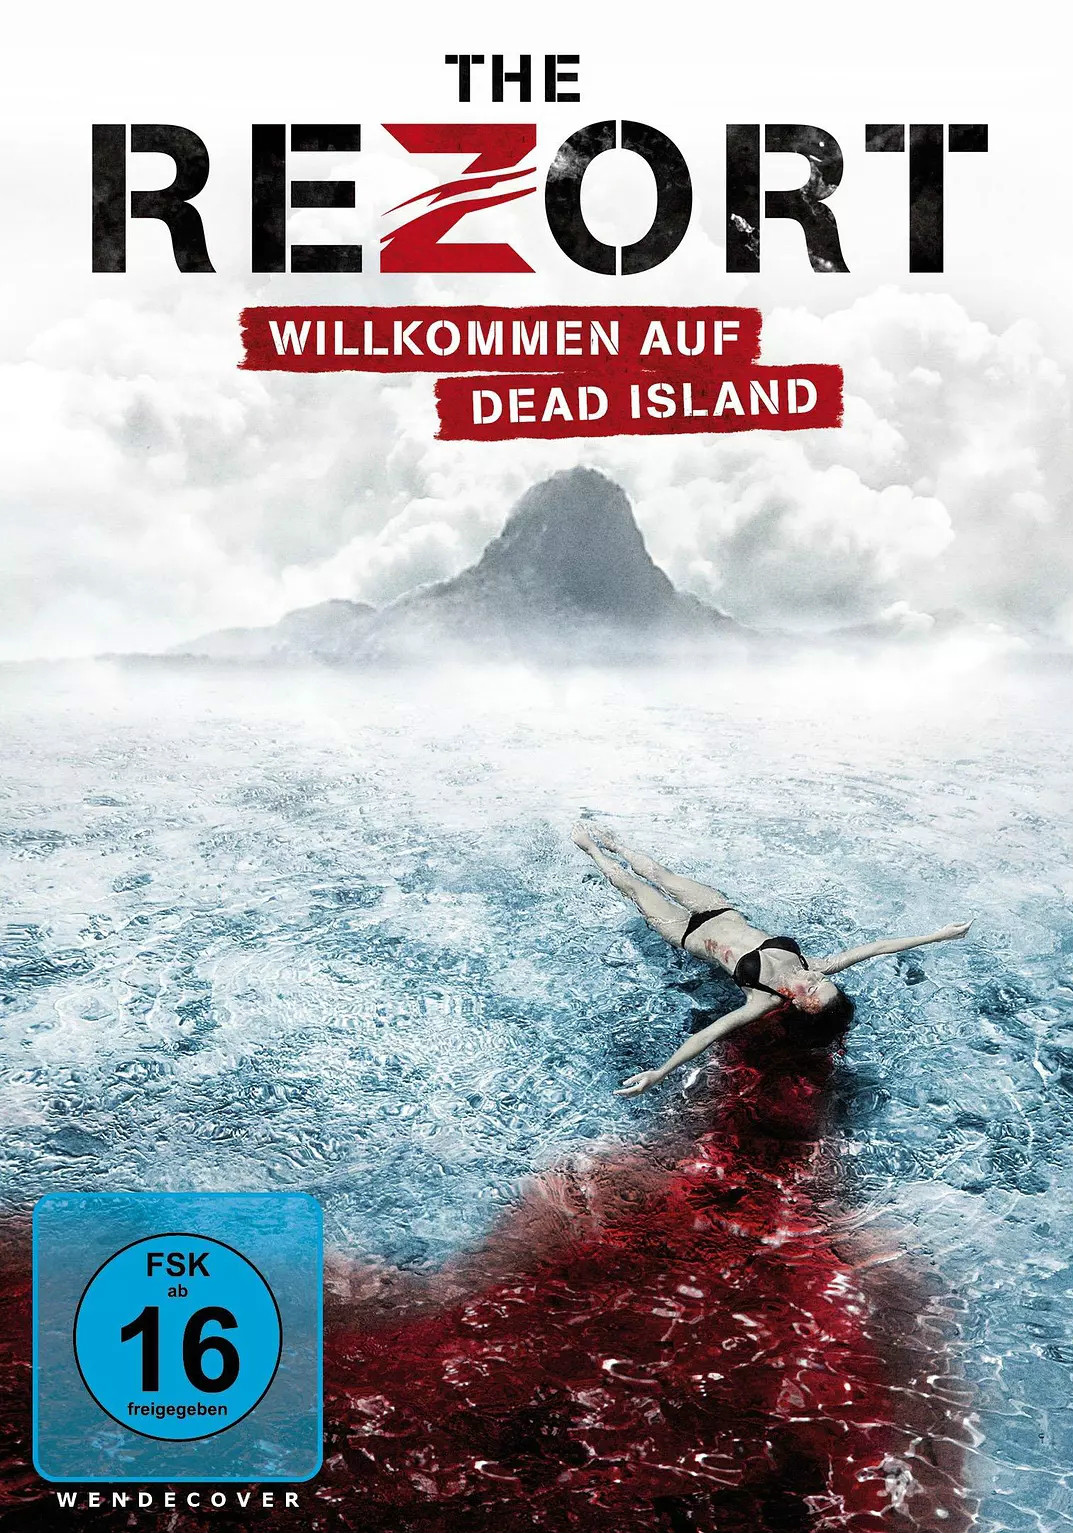 THE
REZORT
WILLKOMMEN AUF
DEAD ISLAND
FSK
ab
16
freigegeben
WENDECOVER